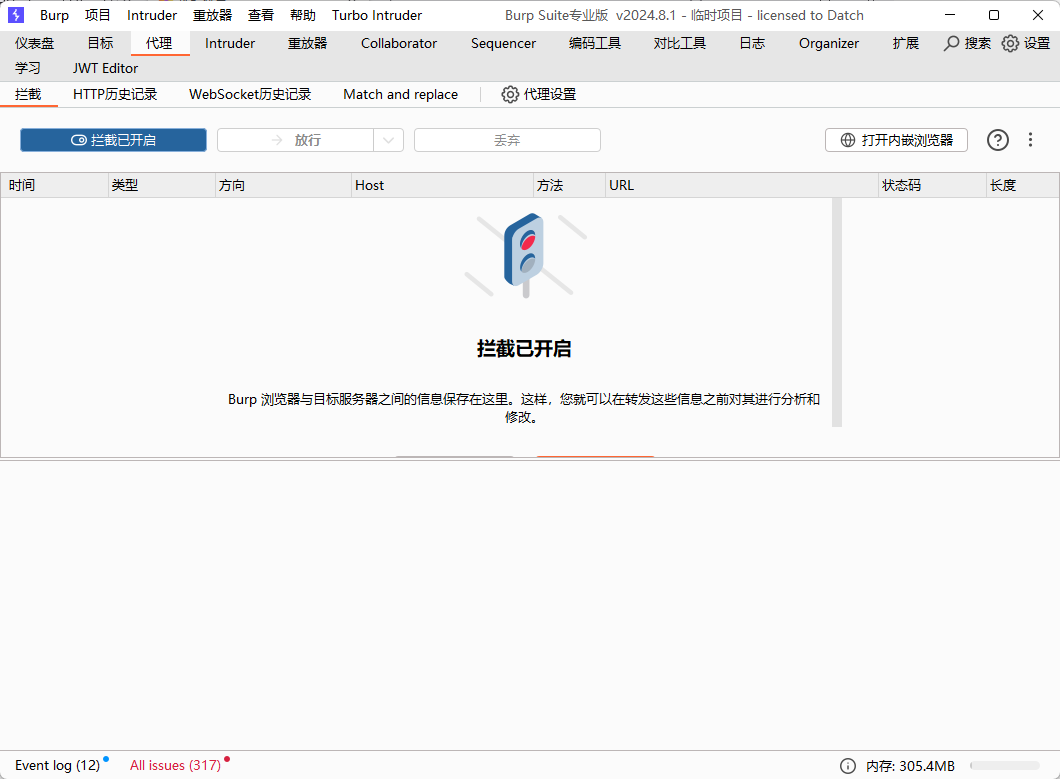 Burp 项目 Intruder 重放器 查看 帮助 Turbo Intruder Burp Suite专业版 v2024.8.1 - 临时项目 - licensed to Datch
仪表盘 目标 代理 Intruder 重放器 Collaborator Sequencer 编码工具 对比工具 日志 Organizer 扩展 搜索 设置
学习 JWT Editor
拦截 HTTP历史记录 WebSocket历史记录 Match and replace 代理设置
拦截已开启 放行 丢弃 打开内嵌浏览器
时间 类型 方向 Host 方法 URL 状态码 长度
拦截已开启
Burp 浏览器与目标服务器之间的信息保存在这里。这样，您就可以在转发这些信息之前对其进行分析和
修改。
Event log (12) All issues (317) 内存: 305.4MB